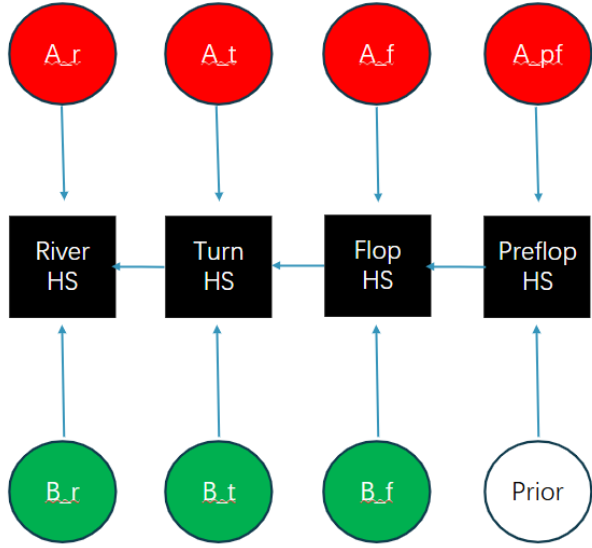 A_r
A_t
A_f
A_pf
River
HS
Turn
HS
Flop
HS
Preflop
HS
B_r
B_t
B_f
Prior